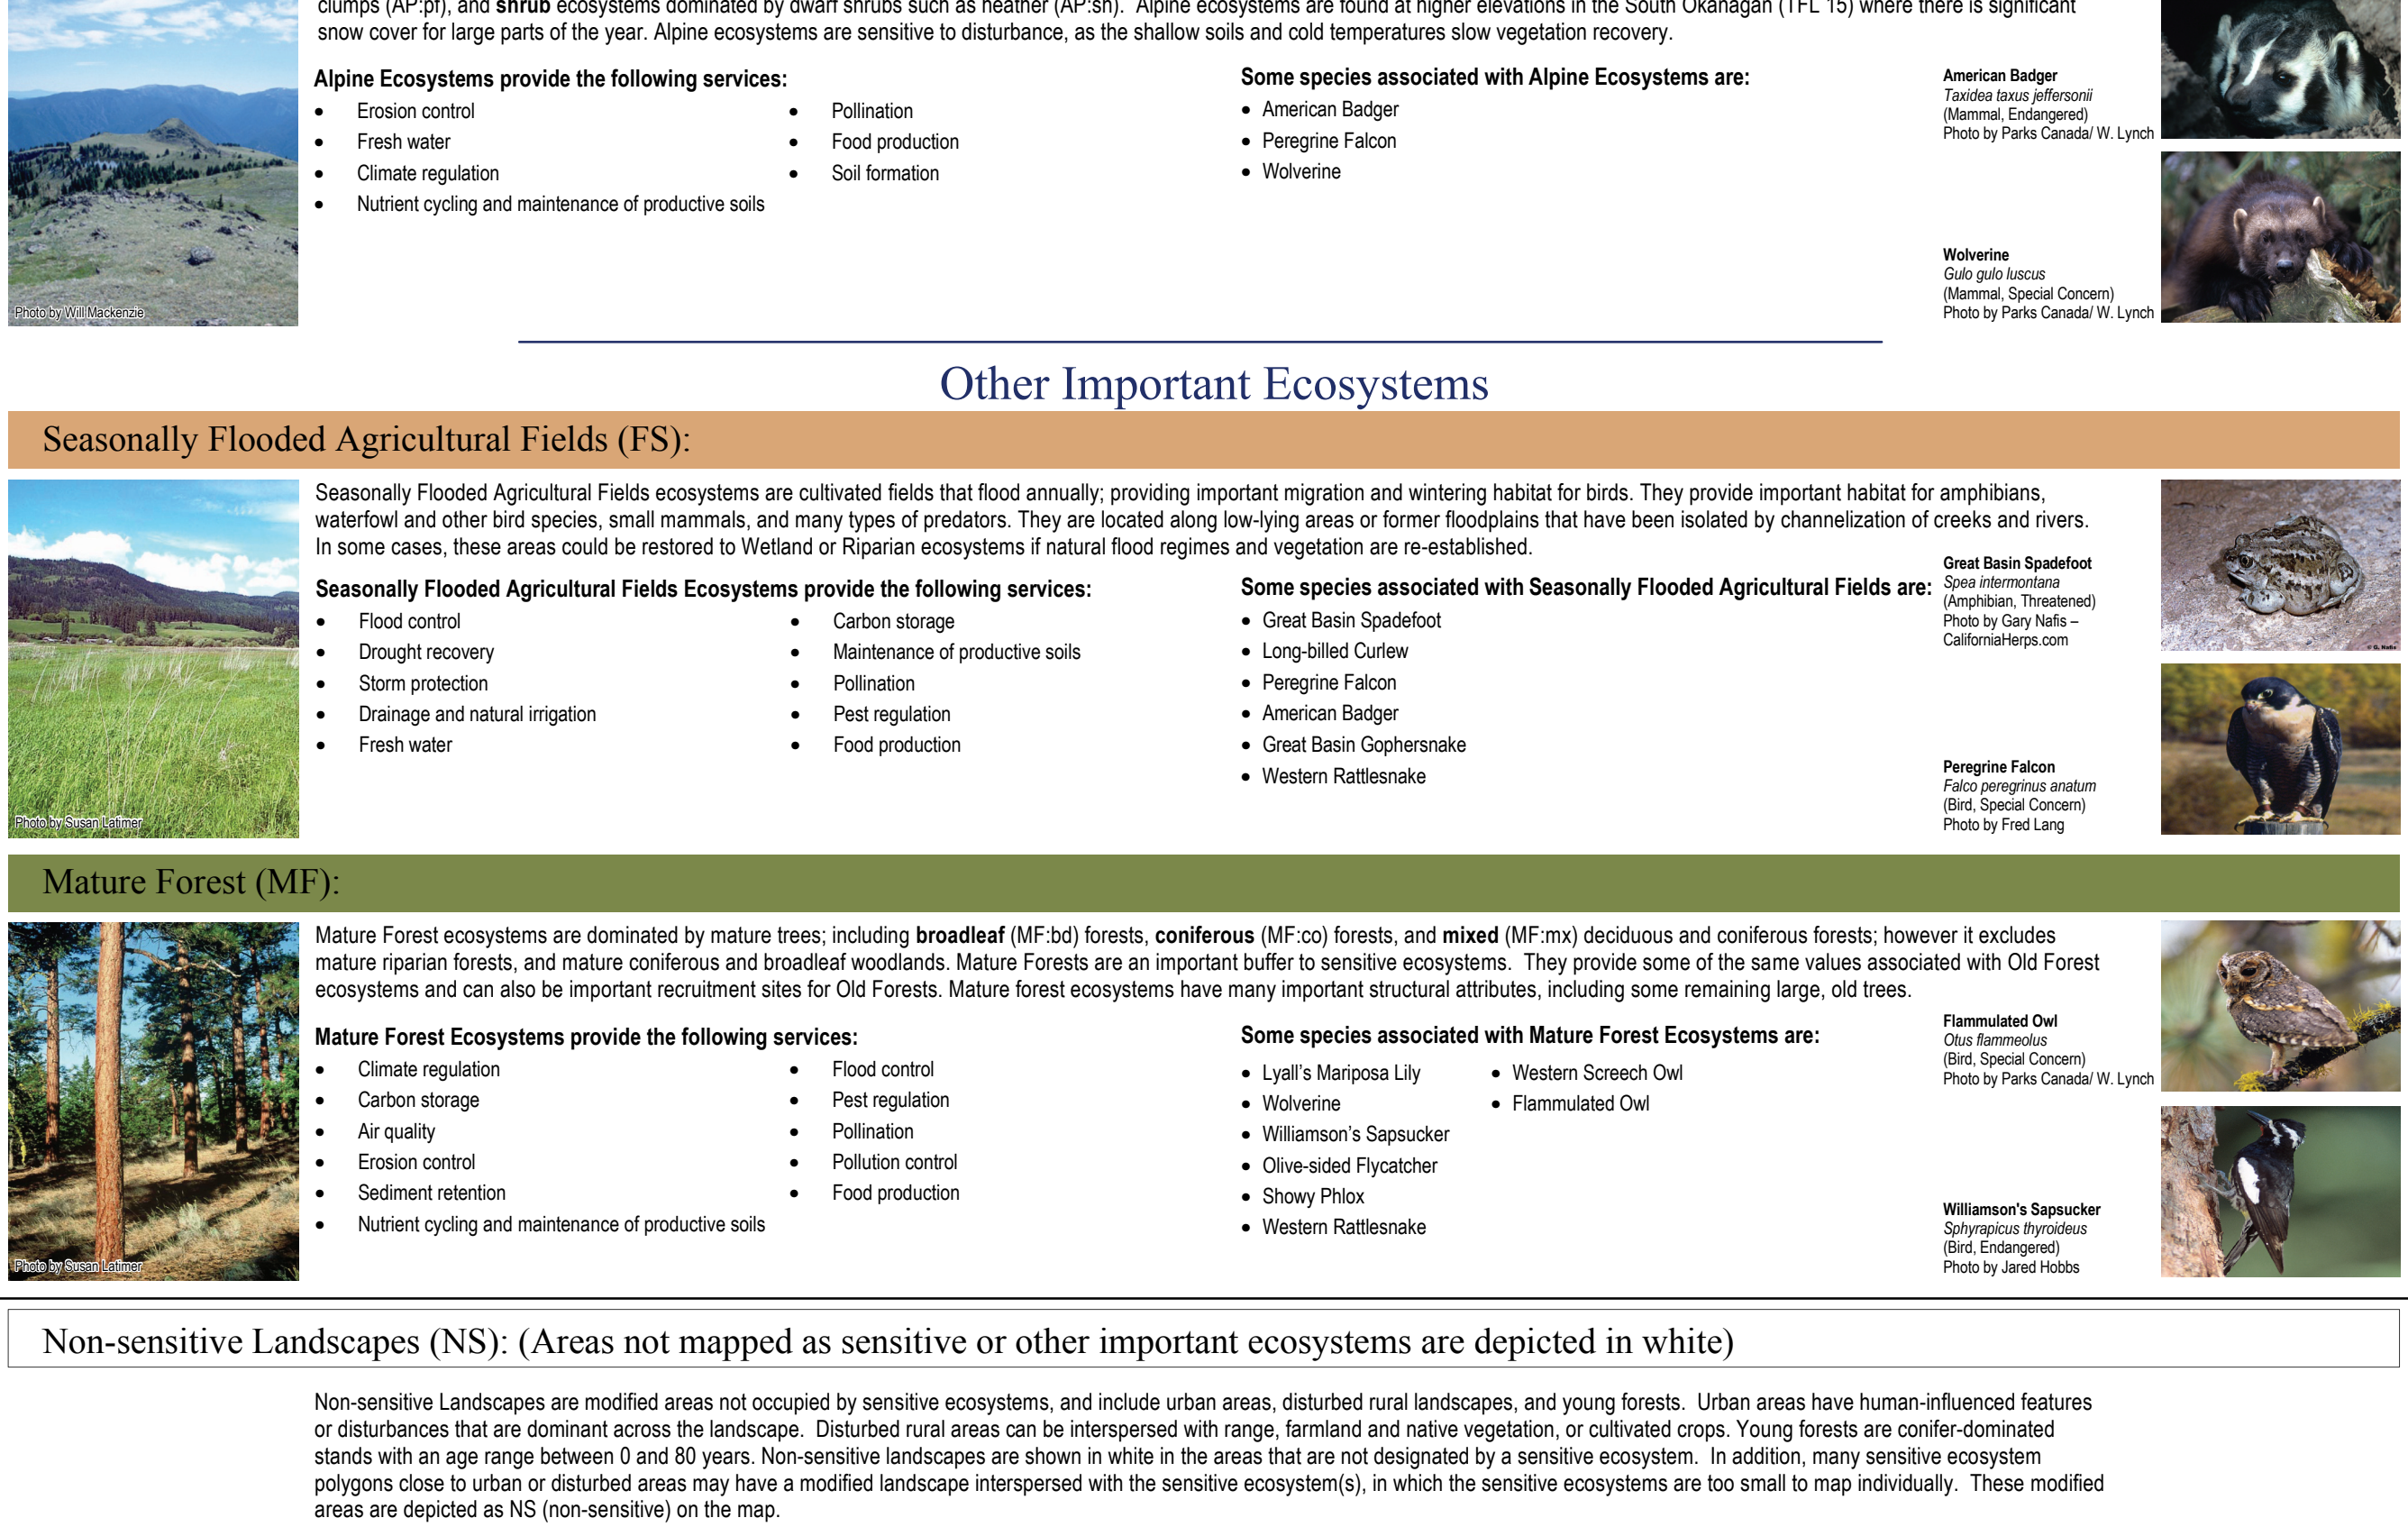 clumps (AP:pf), and shrub ecosystems dominated by dwarf shrubs such as heather (AP:sh).  Alpine ecosystems are found at higher elevations in the South Okanagan (TFL 15) where there is significant
snow cover for large parts of the year. Alpine ecosystems are sensitive to disturbance, as the shallow soils and cold temperatures slow vegetation recovery.
Alpine Ecosystems provide the following services:
• Erosion control
• Fresh water
• Climate regulation
• Nutrient cycling and maintenance of productive soils
• Pollination
• Food production
• Soil formation
Some species associated with Alpine Ecosystems are:
• American Badger
• Peregrine Falcon
• Wolverine
American Badger
Taxidea taxus jeffersonii
(Mammal, Endangered)
Photo by Parks Canada/ W. Lynch
Wolverine
Gulo gulo luscus
(Mammal, Special Concern)
Photo by Parks Canada/ W. Lynch
Photo by Will Mackenzie
Other Important Ecosystems
Seasonally Flooded Agricultural Fields (FS):
Seasonally Flooded Agricultural Fields ecosystems are cultivated fields that flood annually; providing important migration and wintering habitat for birds. They provide important habitat for amphibians,
waterfowl and other bird species, small mammals, and many types of predators. They are located along low-lying areas or former floodplains that have been isolated by channelization of creeks and rivers.
In some cases, these areas could be restored to Wetland or Riparian ecosystems if natural flood regimes and vegetation are re-established.
Seasonally Flooded Agricultural Fields Ecosystems provide the following services:
• Flood control
• Drought recovery
• Storm protection
• Drainage and natural irrigation
• Fresh water
• Carbon storage
• Maintenance of productive soils
• Pollination
• Pest regulation
• Food production
Some species associated with Seasonally Flooded Agricultural Fields are:
• Great Basin Spadefoot
• Long-billed Curlew
• Peregrine Falcon
• American Badger
• Great Basin Gophersnake
• Western Rattlesnake
Great Basin Spadefoot
Spea intermontana
(Amphibian, Threatened)
Photo by Gary Nafis –
CaliforniaHerps.com
© G. Nafis
Peregrine Falcon
Falco peregrinus anatum
(Bird, Special Concern)
Photo by Fred Lang
Photo by Susan Latimer
Mature Forest (MF):
Mature Forest ecosystems are dominated by mature trees; including broadleaf (MF:bd) forests, coniferous (MF:co) forests, and mixed (MF:mx) deciduous and coniferous forests; however it excludes
mature riparian forests, and mature coniferous and broadleaf woodlands. Mature Forests are an important buffer to sensitive ecosystems.  They provide some of the same values associated with Old Forest
ecosystems and can also be important recruitment sites for Old Forests. Mature forest ecosystems have many important structural attributes, including some remaining large, old trees.
Mature Forest Ecosystems provide the following services:
• Climate regulation
• Carbon storage
• Air quality
• Erosion control
• Sediment retention
• Nutrient cycling and maintenance of productive soils
• Flood control
• Pest regulation
• Pollination
• Pollution control
• Food production
Some species associated with Mature Forest Ecosystems are:
• Lyall's Mariposa Lily
• Wolverine
• Williamson's Sapsucker
• Olive-sided Flycatcher
• Showy Phlox
• Western Rattlesnake
• Western Screech Owl
• Flammulated Owl
Flammulated Owl
Otus flammeolus
(Bird, Special Concern)
Photo by Parks Canada/ W. Lynch
Williamson's Sapsucker
Sphyrapicus thyroideus
(Bird, Endangered)
Photo by Jared Hobbs
Photo by Susan Latimer
Non-sensitive Landscapes (NS): (Areas not mapped as sensitive or other important ecosystems are depicted in white)
Non-sensitive Landscapes are modified areas not occupied by sensitive ecosystems, and include urban areas, disturbed rural landscapes, and young forests.  Urban areas have human-influenced features
or disturbances that are dominant across the landscape.  Disturbed rural areas can be interspersed with range, farmland and native vegetation, or cultivated crops. Young forests are conifer-dominated
stands with an age range between 0 and 80 years. Non-sensitive landscapes are shown in white in the areas that are not designated by a sensitive ecosystem.  In addition, many sensitive ecosystem
polygons close to urban or disturbed areas may have a modified landscape interspersed with the sensitive ecosystem(s), in which the sensitive ecosystems are too small to map individually.  These modified
areas are depicted as NS (non-sensitive) on the map.